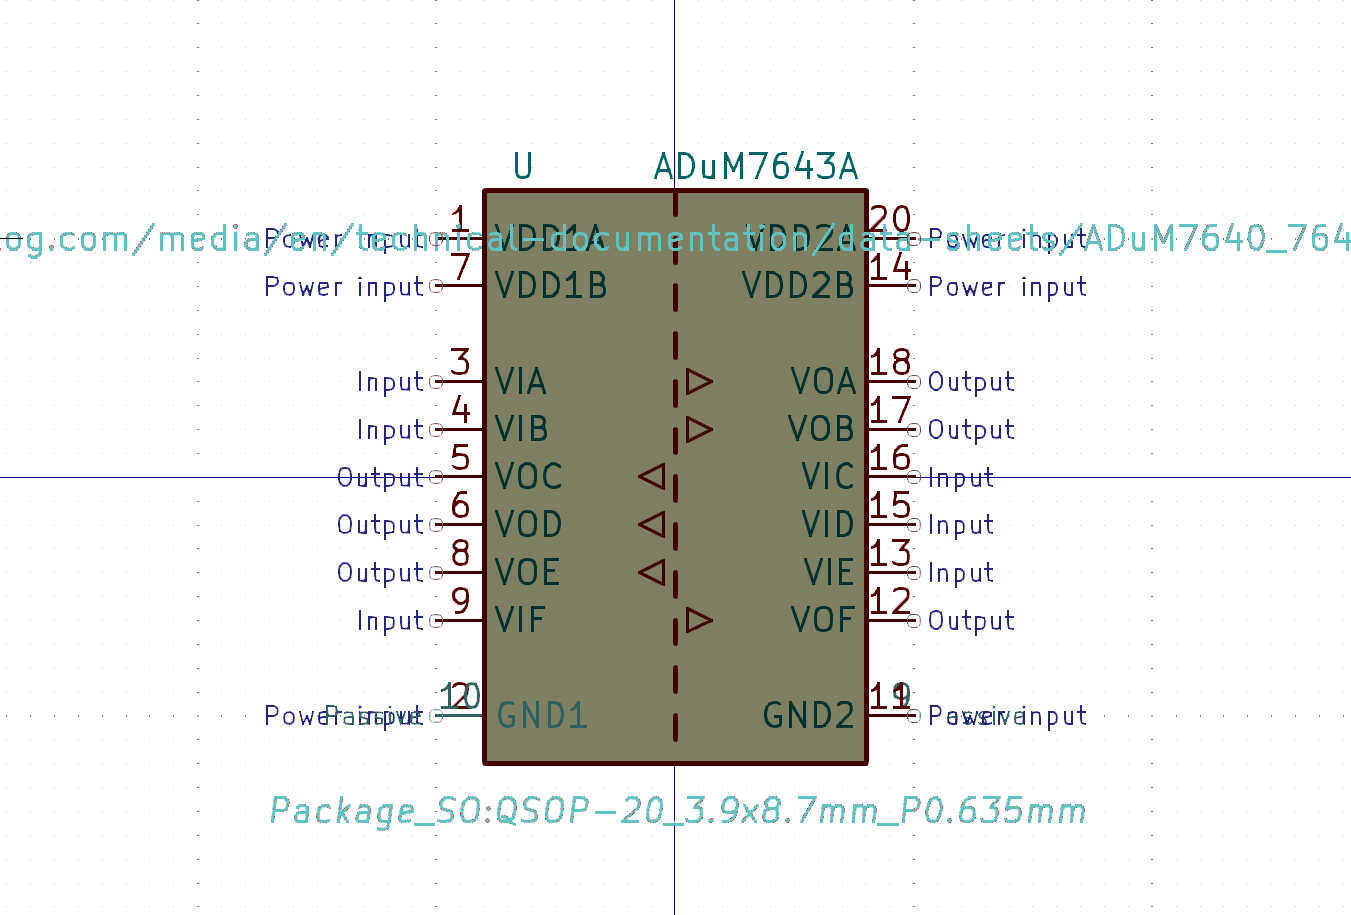 U ADuM7643A
1 20
og.com/media/en/technical-documentation/data-sheets/ADuM7640_764
Power input VDD1A VDD2A Power input
7 14
Power input VDD1B VDD2B Power input
3 18
Input VIA VOA Output
4 17
Input VIB VOB Output
5 16
Output VOC VIC Input
6 15
Output VOD VID Input
8 13
Output VOE VIE Input
9 12
Input VIF VOF Output
2 10 11 9
Power input Passive GND1 GND2 Power input Passive
Package_SO:QSOP-20_3.9x8.7mm_P0.635mm